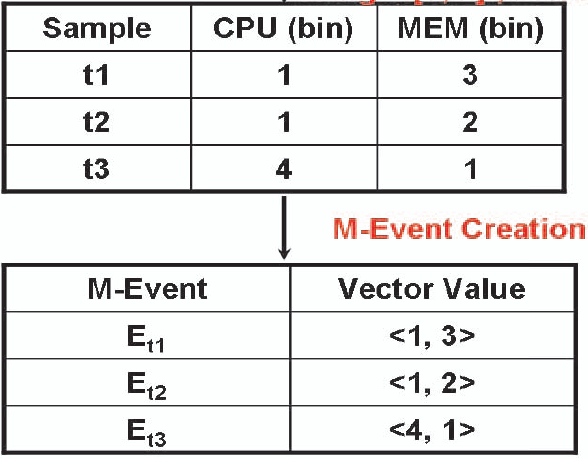 Sample CPU (bin) MEM (bin)
t1 1 3
t2 1 2
t3 4 1
M-Event Creation
M-Event Vector Value
Et1 <1, 3>
Et2 <1, 2>
Et3 <4, 1>